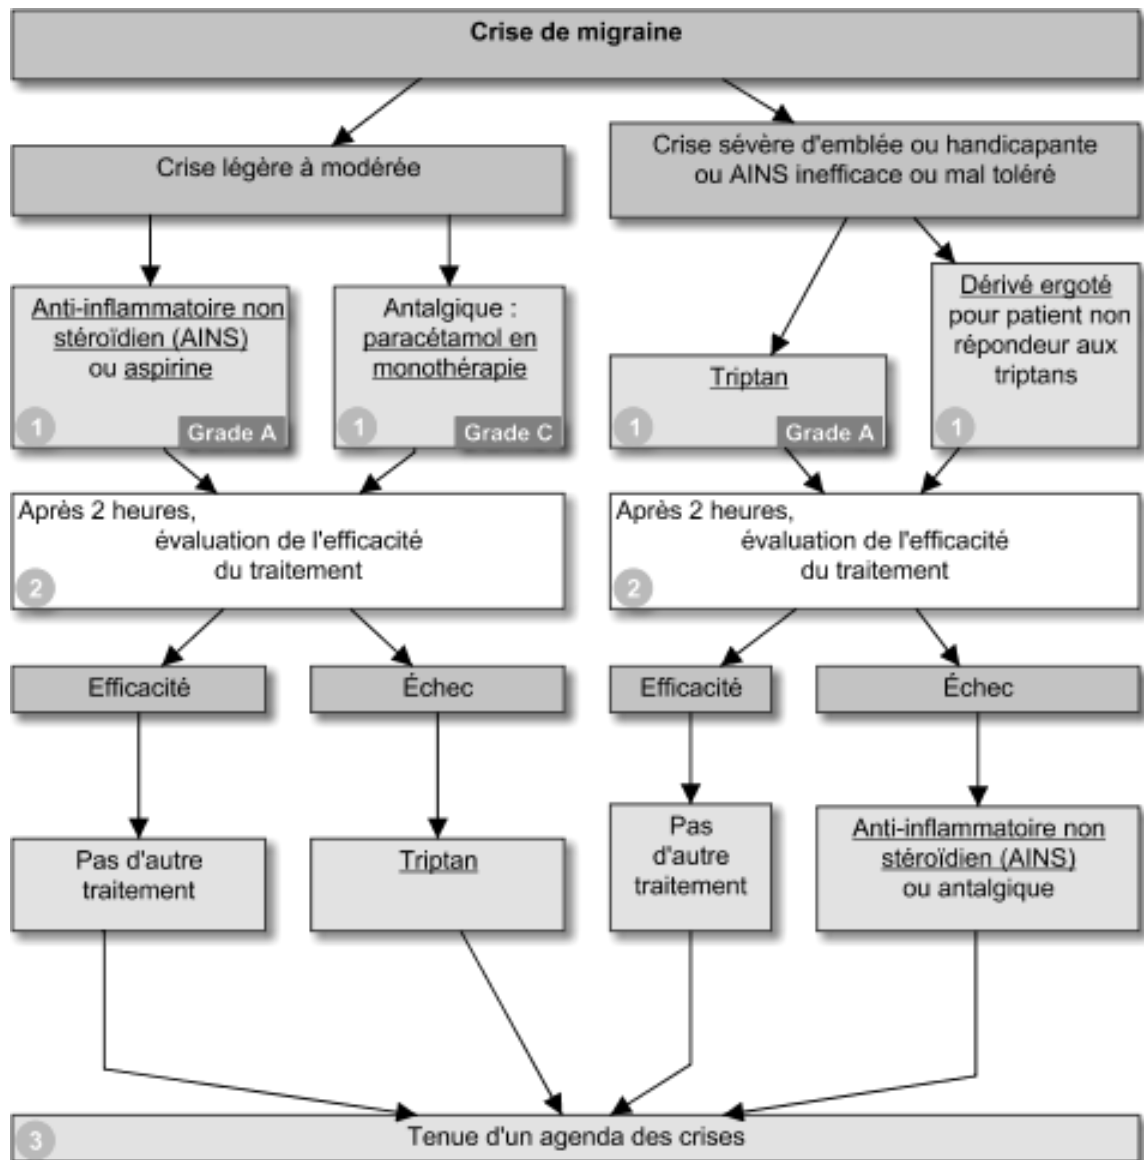 Crise de migraine
Crise légère à modérée
Crise sévère d'emblée ou handicapante
ou AINS inefficace ou mal toléré
Anti-inflammatoire non
stéroïdien (AINS)
ou aspirine
1
Grade A
Antalgique :
paracétamol en
monothérapie
1
Grade C
Triptan
1
Grade A
Dérivé ergoté
pour patient non
répondeur aux
triptans
1
Après 2 heures,
évaluation de l'efficacité
du traitement
2
Après 2 heures,
évaluation de l'efficacité
du traitement
2
Efficacité
Échec
Efficacité
Échec
Pas d'autre
traitement
Triptan
Pas
d'autre
traitement
Anti-inflammatoire non
stéroïdien (AINS)
ou antalgique
3
Tenue d'un agenda des crises